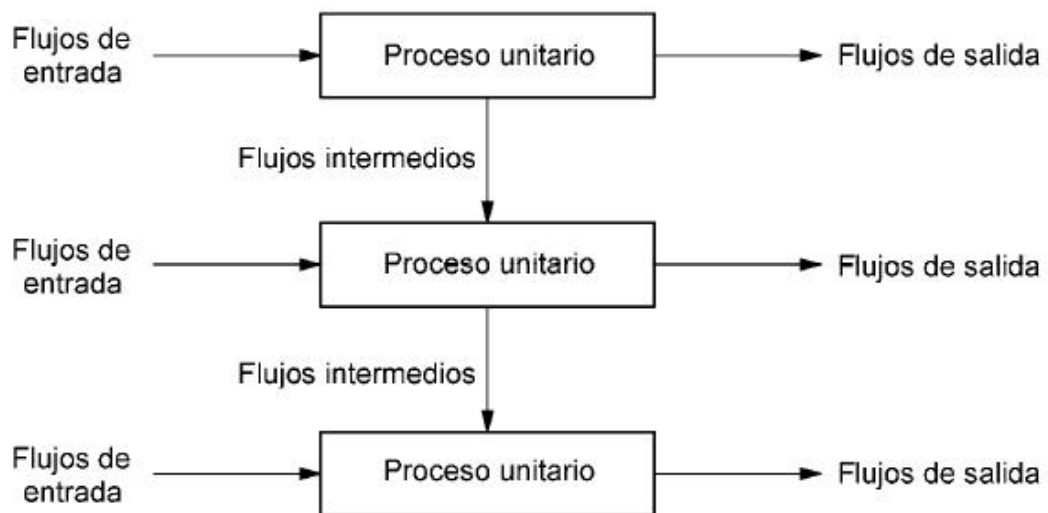 Flujos de
entrada
Proceso unitario
Flujos de salida
Flujos intermedios
Flujos de
entrada
Proceso unitario
Flujos de salida
Flujos intermedios
Flujos de
entrada
Proceso unitario
Flujos de salida